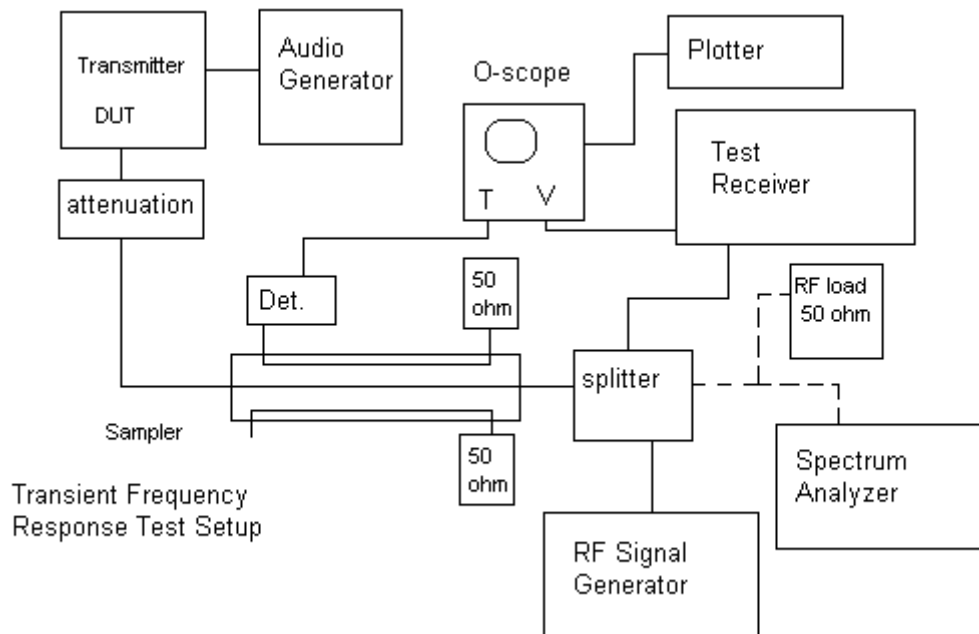 Transmitter
DUT
Audio
Generator
O-scope
T V
Plotter
Test
Receiver
attenuation
Det.
50
ohm
RF load
50 ohm
splitter
Sampler
50
ohm
Spectrum
Analyzer
Transient Frequency
Response Test Setup
RF Signal
Generator